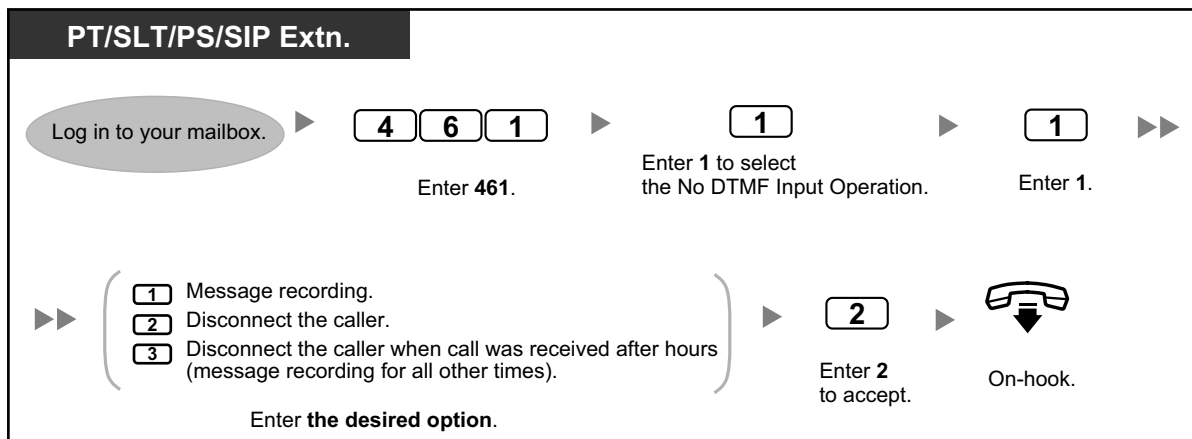 PT/SLT/PS/SIP Extn.
Log in to your mailbox.
4 6 1
Enter 461.
1
Enter 1 to select
the No DTMF Input Operation.
1
Enter 1.
1 Message recording.
2 Disconnect the caller.
3 Disconnect the caller when call was received after hours
(message recording for all other times).
Enter the desired option.
2
Enter 2
to accept.
On-hook.